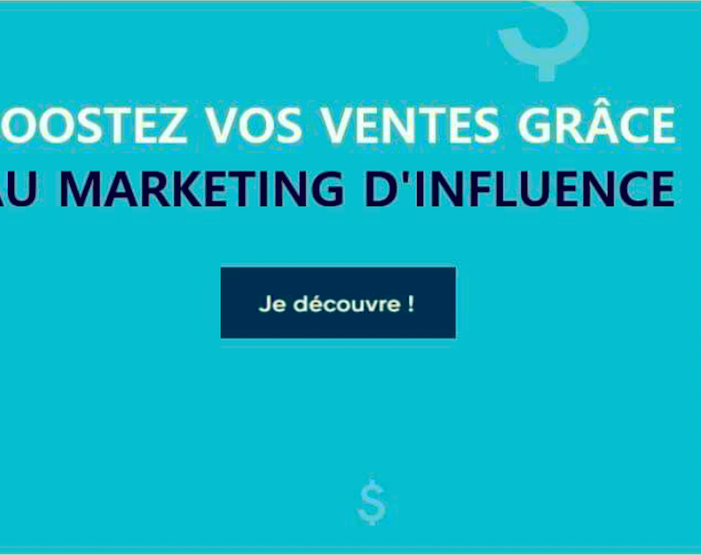 OOSTEZ VOS VENTES GRÂCE
AU MARKETING D'INFLUENCE
Je découvre !